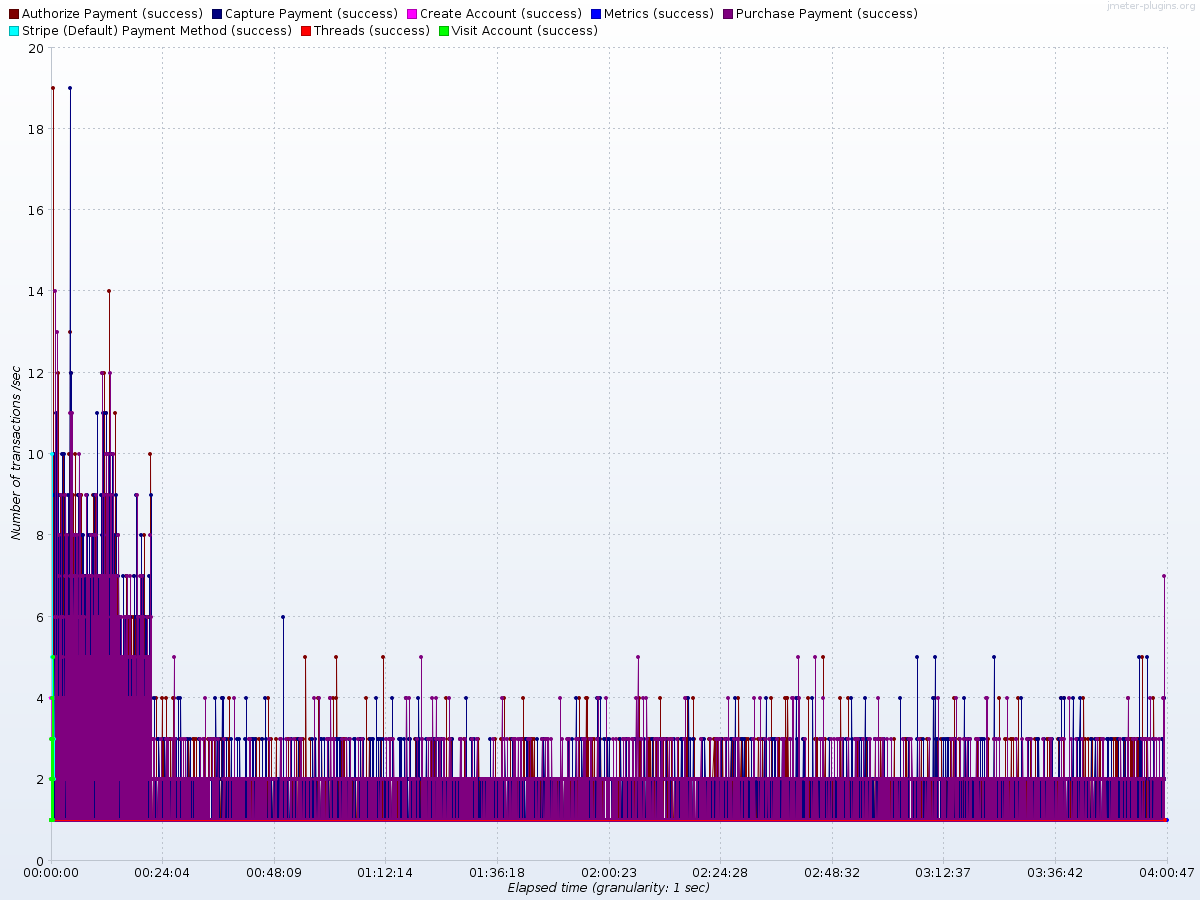 Authorize Payment (success) Capture Payment (success) Create Account (success) Metrics (success) Purchase Payment (success)
jmeter-plugins.org
Stripe (Default) Payment Method (success) Threads (success) Visit Account (success)
20
18
16
14
12
10
8
6
4
2
0
Number of transactions /sec
00:00:00 00:24:04 00:48:09 01:12:14 01:36:18 02:00:23 02:24:28 02:48:32 03:12:37 03:36:42 04:00:47
Elapsed time (granularity: 1 sec)